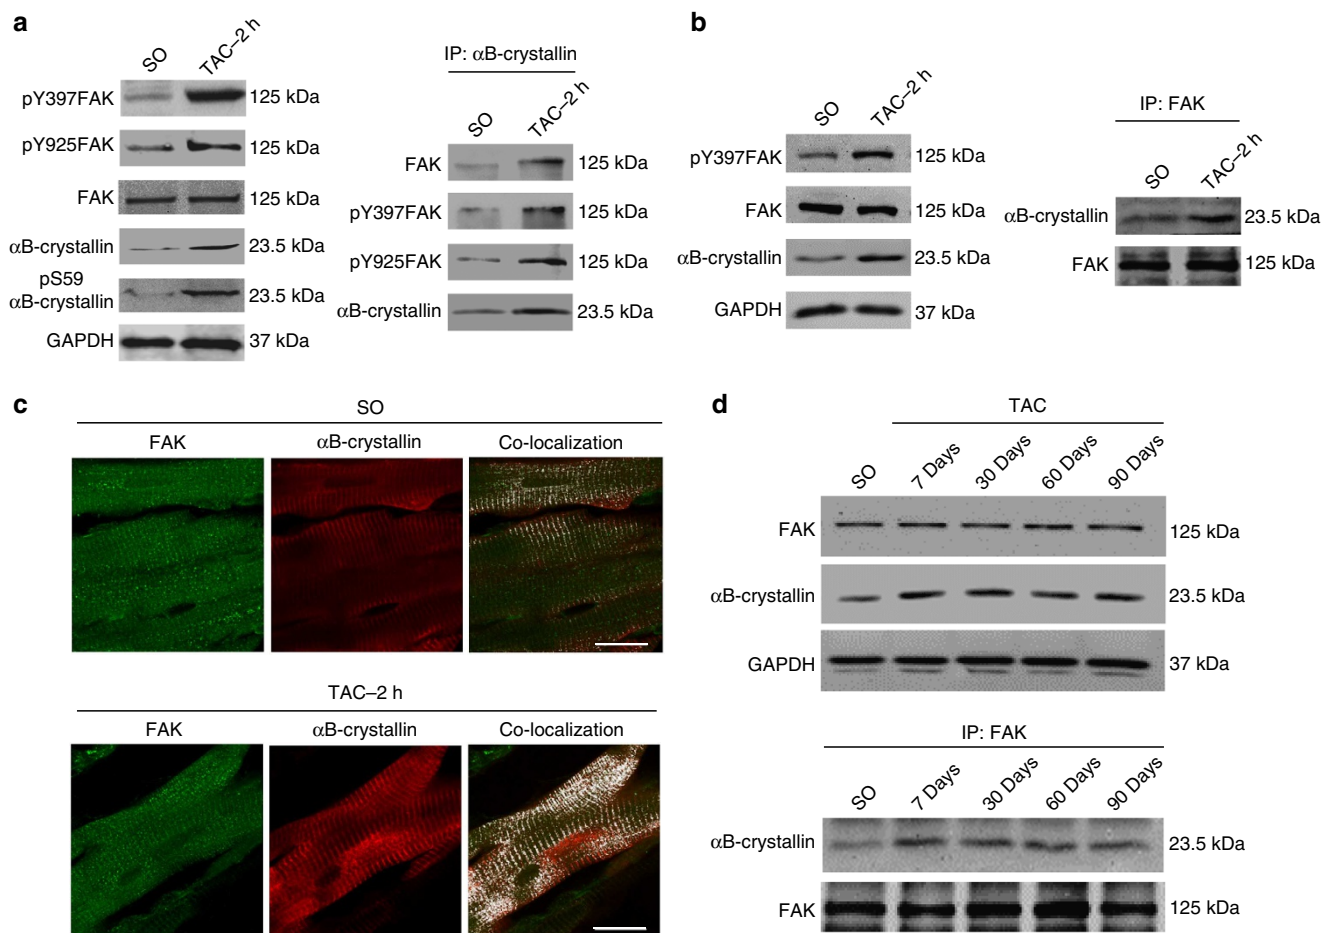 a
SO
TAC–2 h
pY397FAK
125 kDa
pY925FAK
125 kDa
FAK
125 kDa
αB-crystallin
23.5 kDa
pS59
αB-crystallin
23.5 kDa
GAPDH
37 kDa
IP: αB-crystallin
SO
TAC–2 h
FAK
125 kDa
pY397FAK
125 kDa
pY925FAK
125 kDa
αB-crystallin
23.5 kDa
b
SO
TAC–2 h
pY397FAK
125 kDa
FAK
125 kDa
αB-crystallin
23.5 kDa
GAPDH
37 kDa
IP: FAK
SO
TAC–2 h
αB-crystallin
23.5 kDa
FAK
125 kDa
c
SO
FAK
αB-crystallin
Co-localization
TAC–2 h
FAK
αB-crystallin
Co-localization
d
TAC
SO
7 Days
30 Days
60 Days
90 Days
FAK
125 kDa
αB-crystallin
23.5 kDa
GAPDH
37 kDa
IP: FAK
SO
7 Days
30 Days
60 Days
90 Days
αB-crystallin
23.5 kDa
FAK
125 kDa